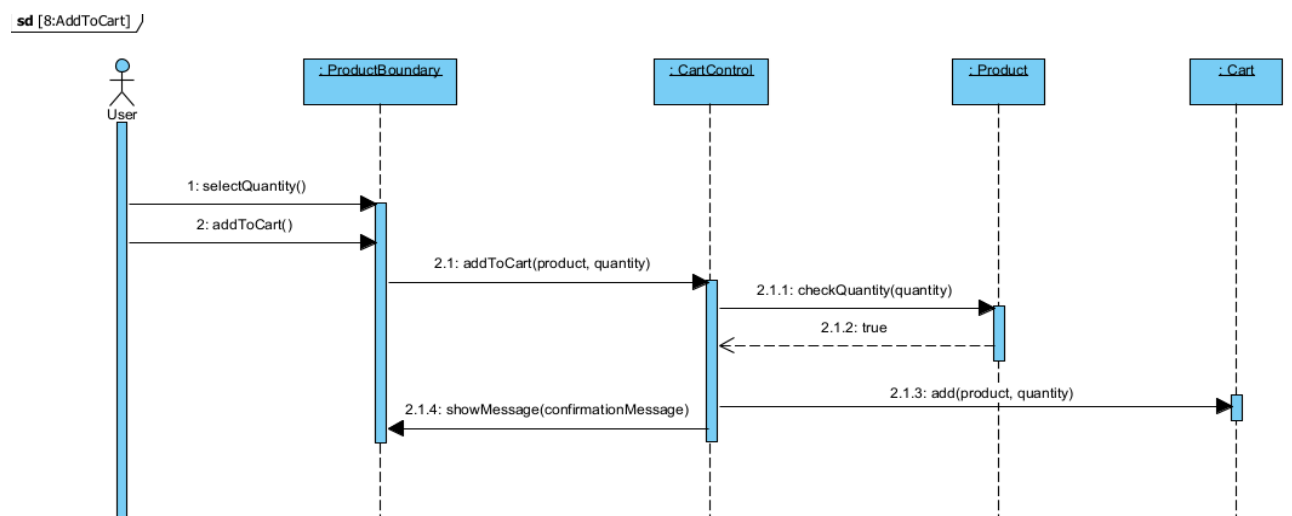 sd [8:AddToCart]
User
: ProductBoundary
: CartControl
: Product
: Cart
1: selectQuantity()
2: addToCart()
2.1: addToCart(product, quantity)
2.1.1: checkQuantity(quantity)
2.1.2: true
2.1.3: add(product, quantity)
2.1.4: showMessage(confirmationMessage)